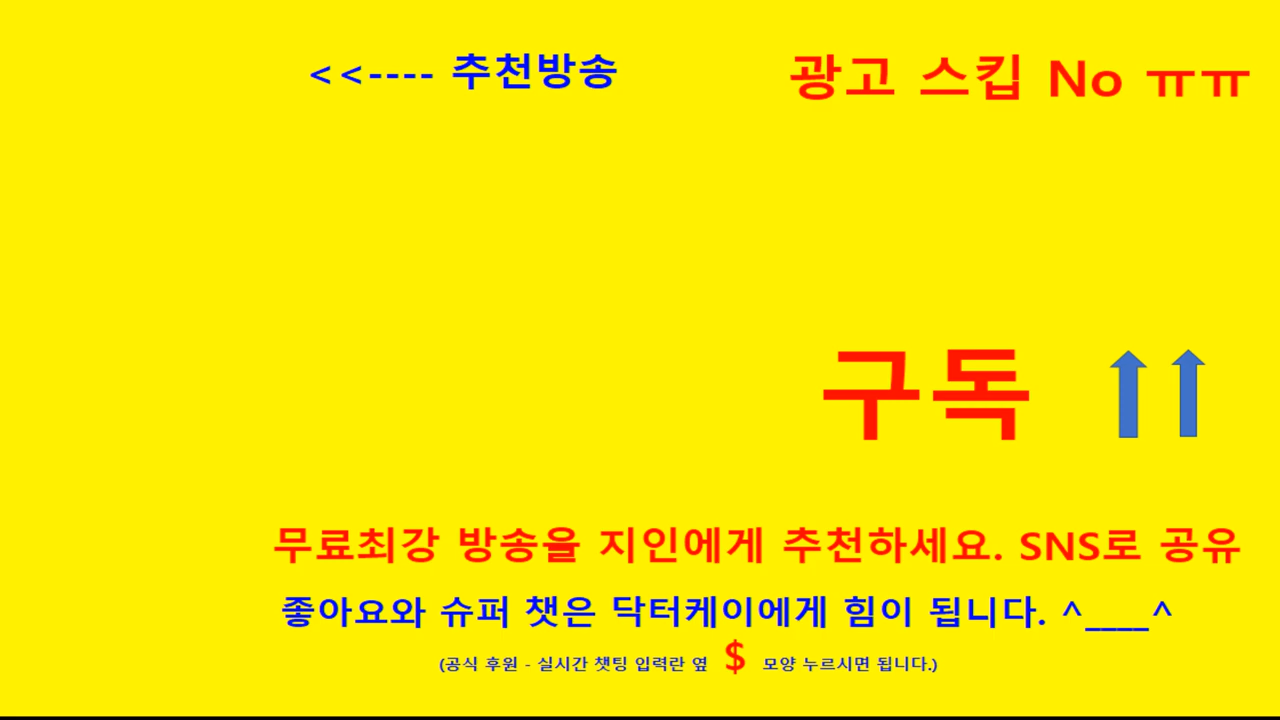 <<---- 추천방송
광고 스킵 No ㅠㅠ
구독
무료최강 방송을 지인에게 추천하세요. SNS로 공유
좋아요와 슈퍼 챗은 닥터케이에게 힘이 됩니다. ^____^
(공식 후원 - 실시간 챗팅 입력란 옆 $ 모양 누르시면 됩니다.)